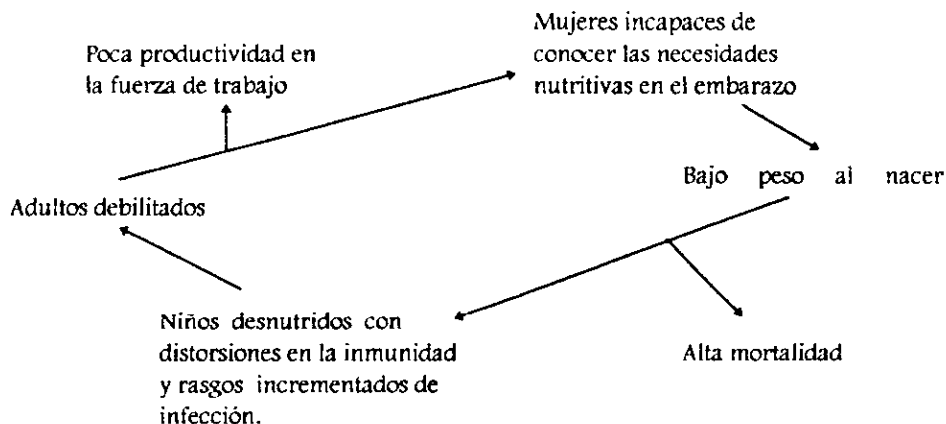 Mujeres incapaces de
conocer las necesidades
nutritivas en el embarazo
Poca productividad en
la fuerza de trabajo
Bajo peso al nacer
Adultos debilitados
Niños desnutridos con
distorsiones en la inmunidad
y rasgos incrementados de
infección.
Alta mortalidad